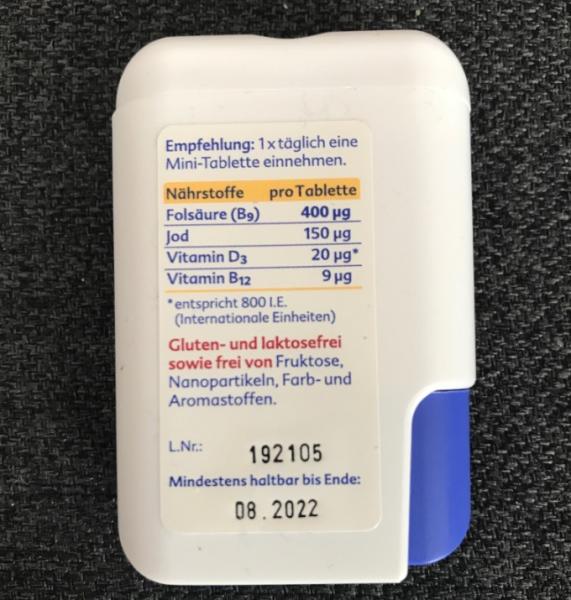 Empfehlung: 1 x täglich eine
Mini-Tablette einnehmen.
Nährstoffe pro Tablette
Folsäure (B₉) 400 µg
Jod 150 µg
Vitamin D₃ 20 µg*
Vitamin B₁₂ 9 µg
*entspricht 800 I.E.
(Internationale Einheiten)
Gluten- und laktosefrei
sowie frei von Fruktose,
Nanopartikeln, Farb- und
Aromastoffen.
L.Nr.: 192105
Mindestens haltbar bis Ende:
08.2022